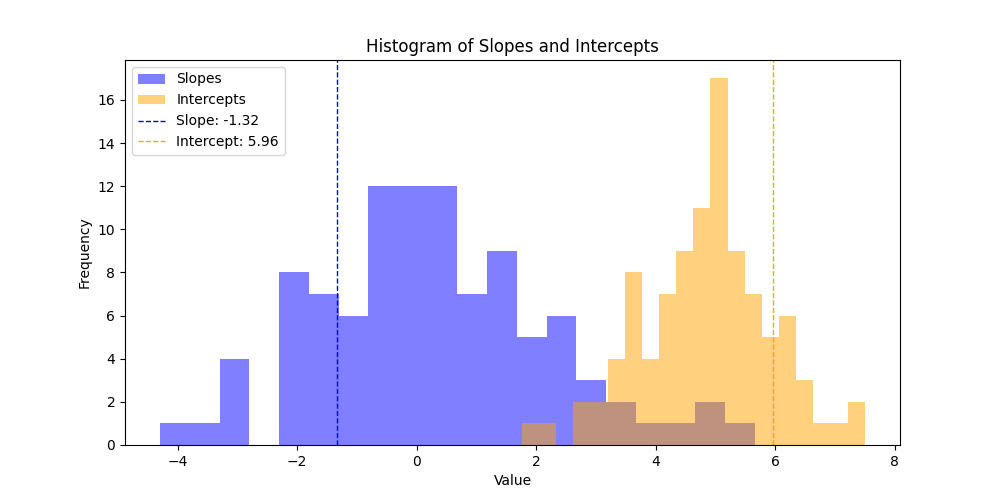 Histogram of Slopes and Intercepts
Slopes
Intercepts
Slope: -1.32
Intercept: 5.96
Frequency
16
14
12
10
8
6
4
2
0
−4 −2 0 2 4 6 8
Value